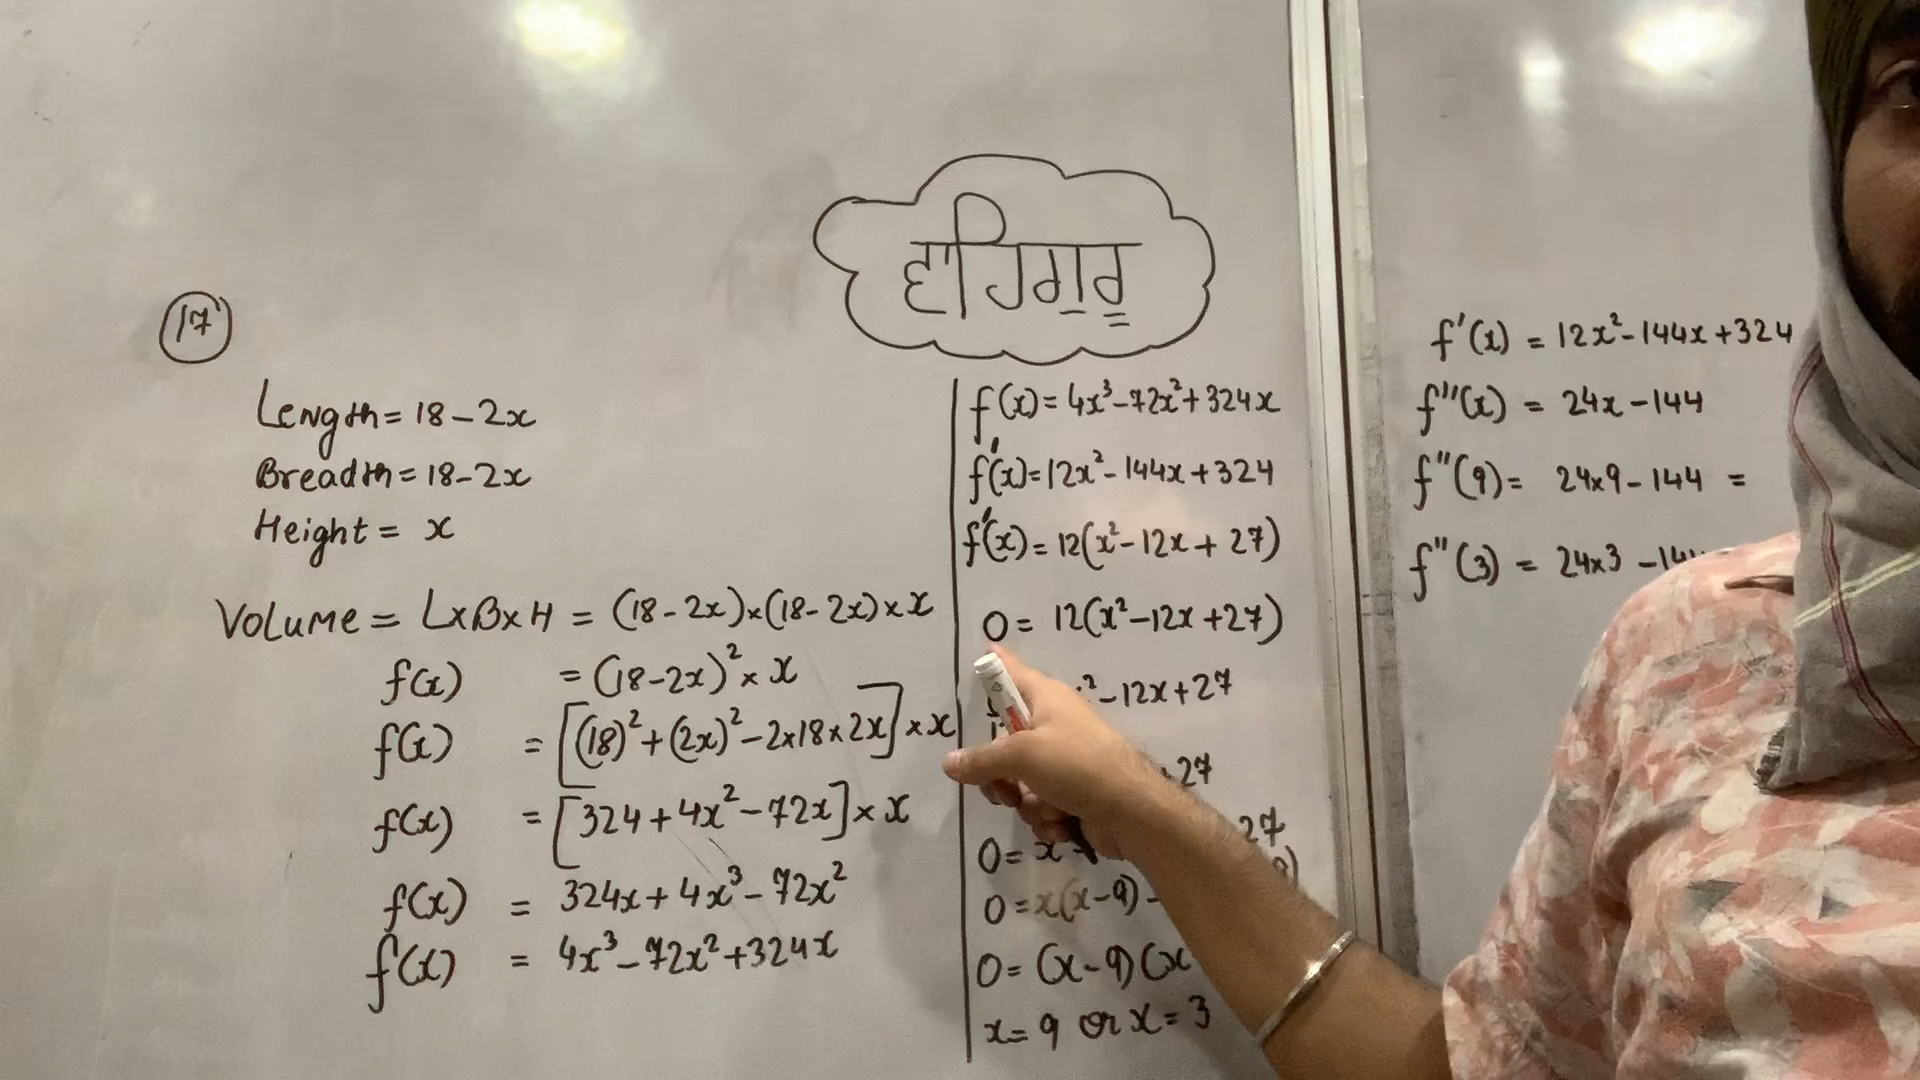 ਵਾਹਿਗੁਰੂ
17
Length = 18-2x
Breadth = 18-2x
Height = x
Volume = L×B×H = (18-2x)×(18-2x)×x
f(x) = (18-2x)²×x
f(x) = [(18)²+(2x)²-2×18×2x]×x
f(x) = [324+4x²-72x]×x
f(x) = 324x+4x³-72x²
f(x) = 4x³-72x²+324x
f(x) = 4x³-72x²+324x
f'(x) = 12x²-144x+324
f'(x) = 12(x²-12x+27)
0 = 12(x²-12x+27)
²-12x+27
+27
0 = x 27
0 = x(x-9)-
0 = (x-9)(x
x = 9 or x = 3
f'(x) = 12x²-144x+324
f''(x) = 24x-144
f''(9) = 24×9-144 =
f''(3) = 24×3